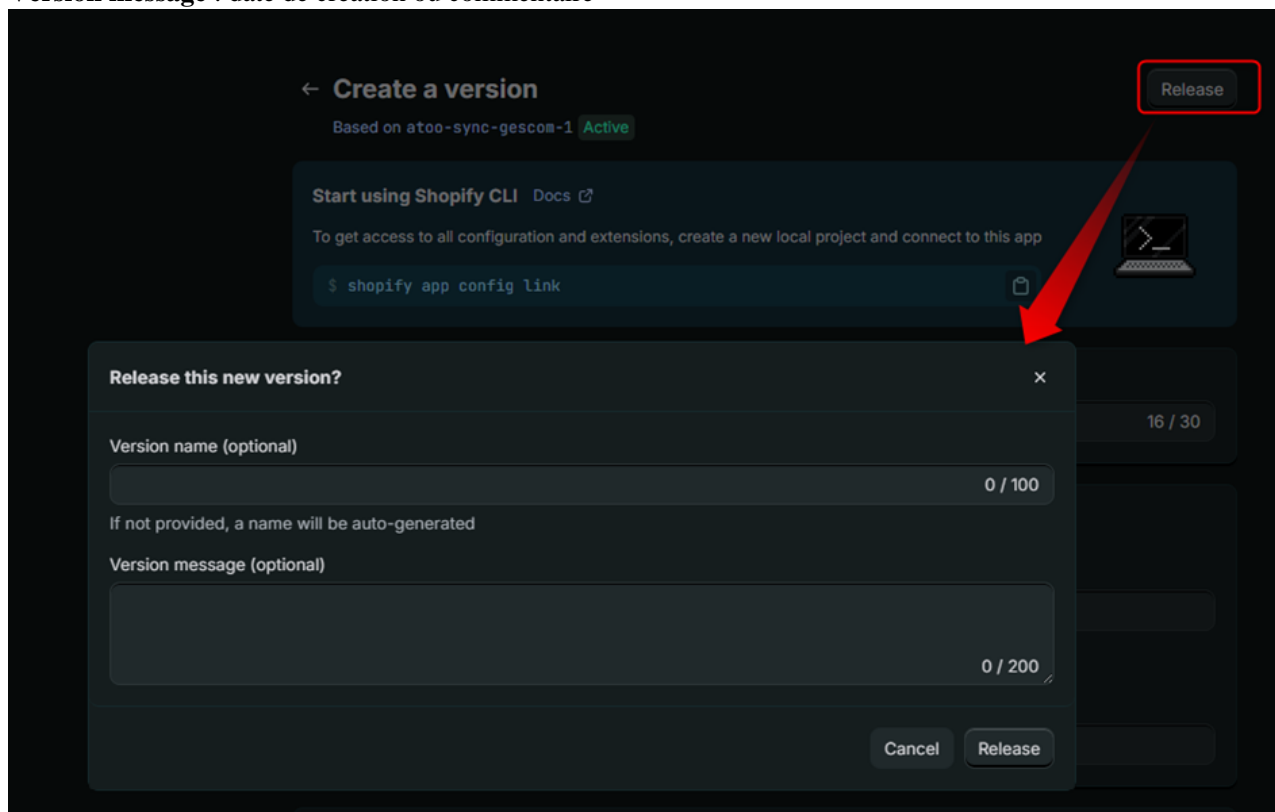 Version message : date de création ou commentaire
← Create a version
Release
Based on atoo-sync-gescom-1 Active
Start using Shopify CLI Docs
To get access to all configuration and extensions, create a new local project and connect to this app
$ shopify app config link
Release this new version?
16 / 30
Version name (optional)
0 / 100
If not provided, a name will be auto-generated
Version message (optional)
0 / 200
Cancel
Release